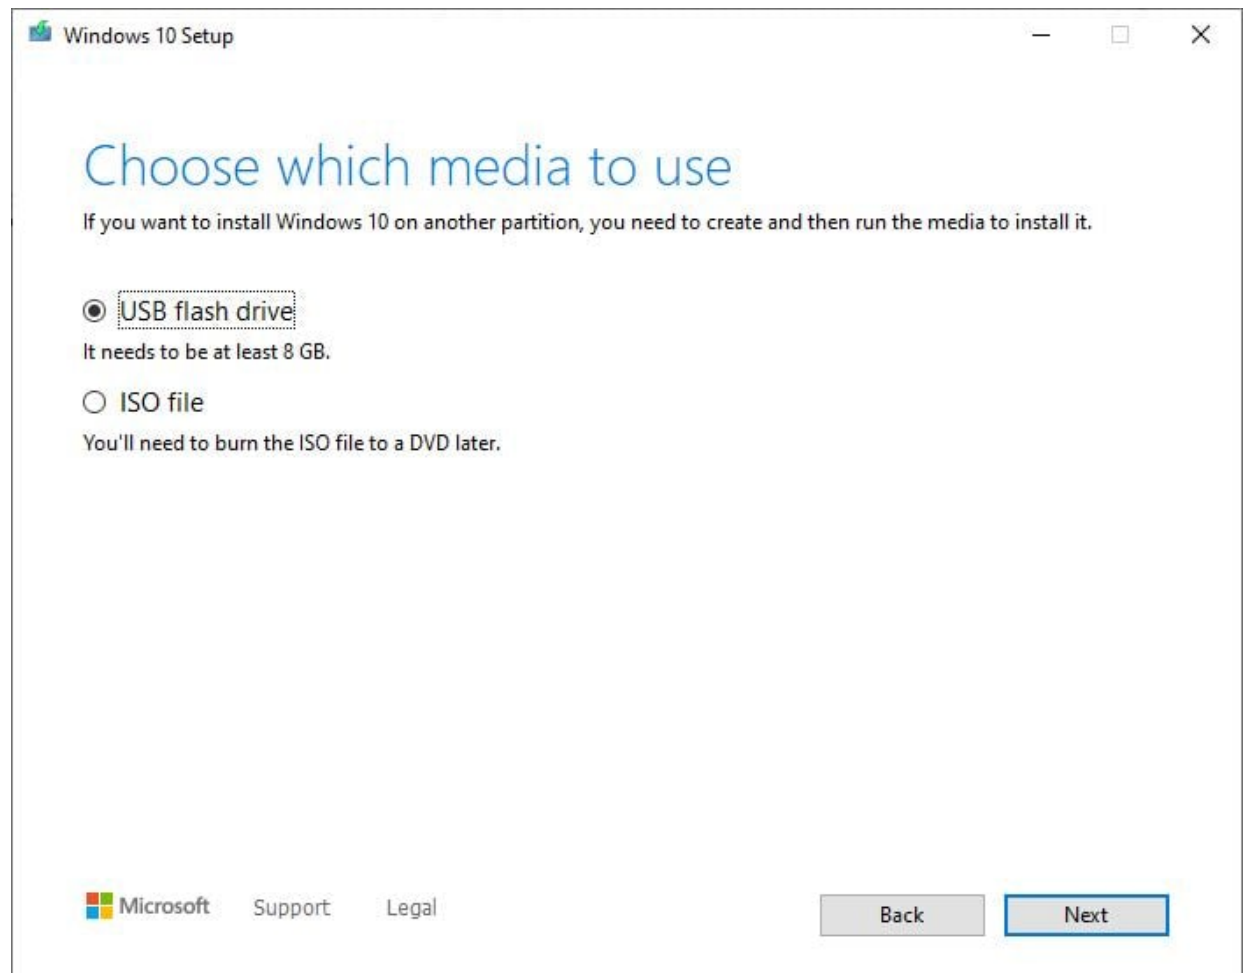 Windows 10 Setup
Choose which media to use
If you want to install Windows 10 on another partition, you need to create and then run the media to install it.
USB flash drive
It needs to be at least 8 GB.
ISO file
You'll need to burn the ISO file to a DVD later.
Microsoft Support Legal Back Next